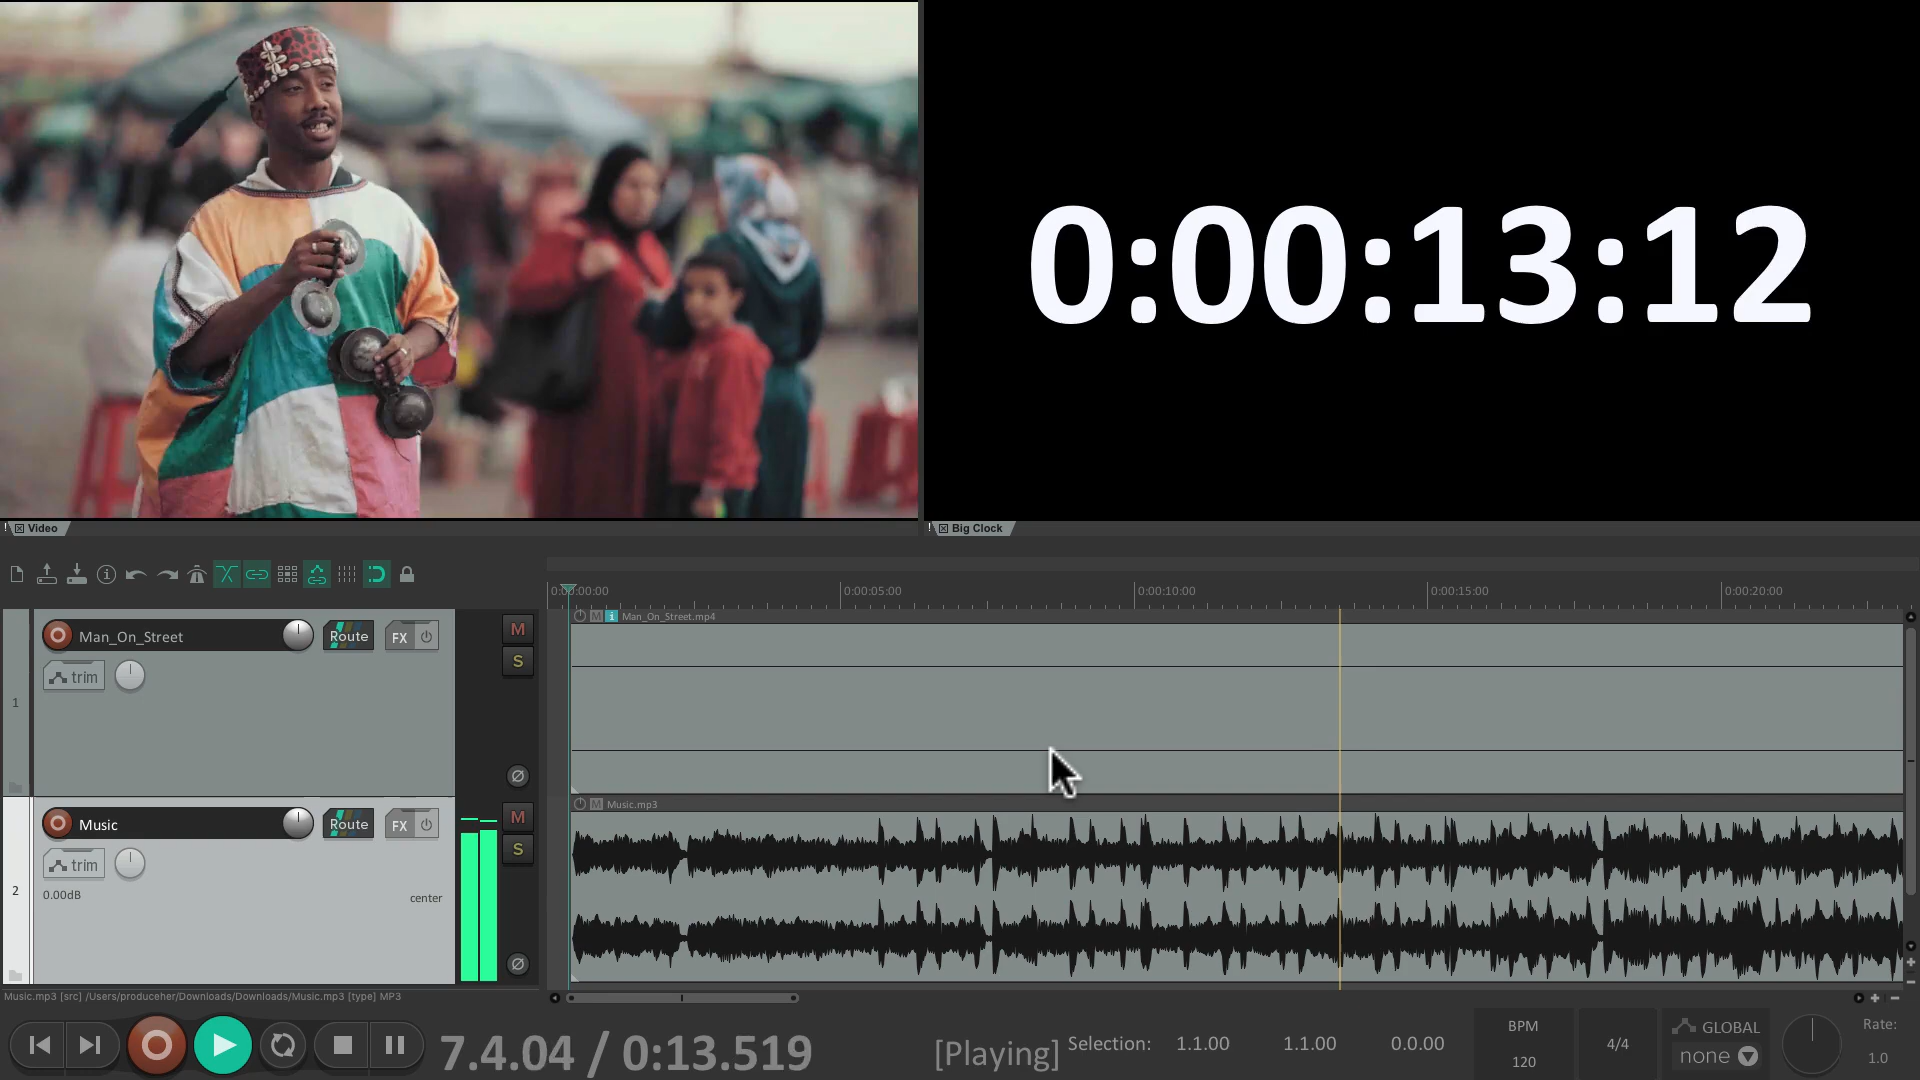 0:00:13:12
Video
Big Clock
0:00:00:00
0:00:05:00
0:00:10:00
0:00:15:00
0:00:20:00
Man_On_Street
Route
FX
M
S
trim
1
M
i
Man_On_Street.mp4
Music
Route
FX
M
S
trim
0.00dB
center
2
M
Music.mp3
Music.mp3 [src] /Users/produceher/Downloads/Downloads/Music.mp3 [type] MP3
7.4.04 / 0:13.519
[Playing]
Selection:
1.1.00
1.1.00
0.0.00
BPM
120
4/4
GLOBAL
none
Rate:
1.0